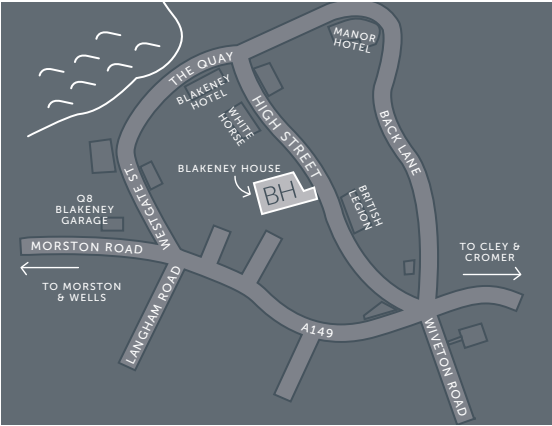 MANOR
HOTEL
THE QUAY
BLAKENEY
HOTEL
WHITE
HORSE
HIGH STREET
BACK LANE
BLAKENEY HOUSE
BH
BRITISH
LEGION
WESTGATE ST.
Q8
BLAKENEY
GARAGE
MORSTON ROAD
TO MORSTON
& WELLS
LANGHAM ROAD
A149
TO CLEY &
CROMER
WIVETON ROAD